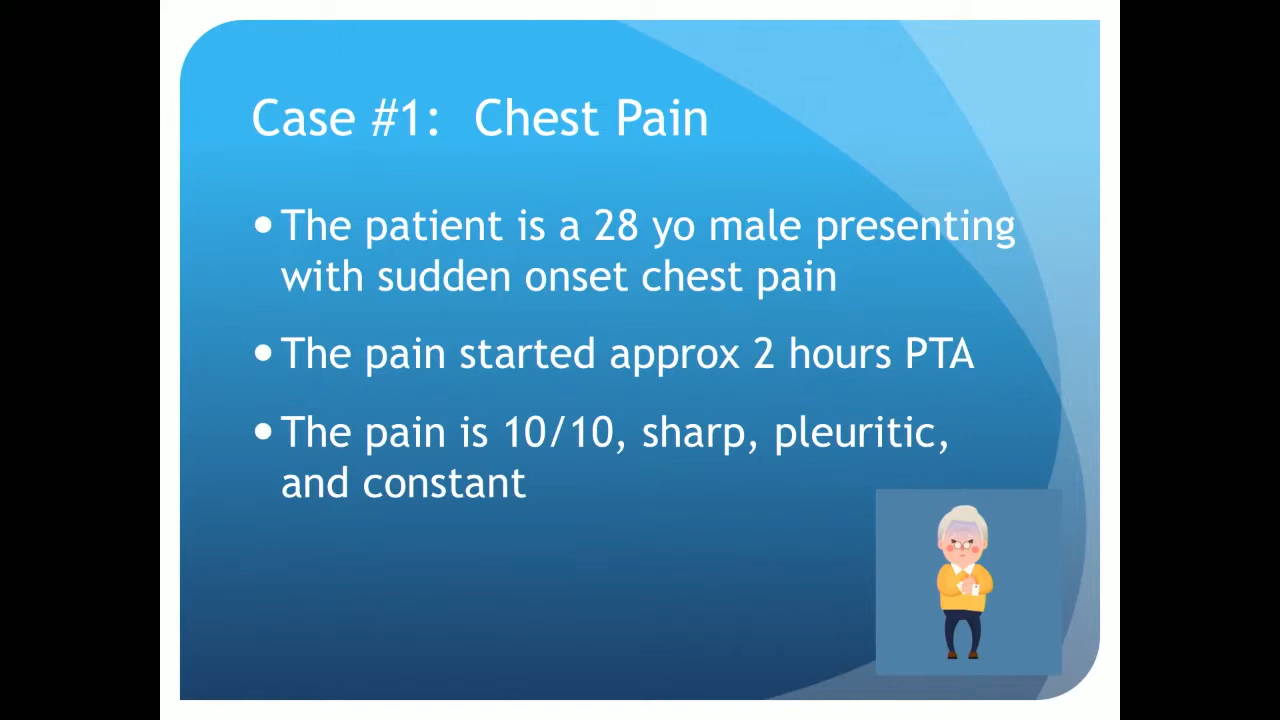 Case #1:  Chest Pain
• The patient is a 28 yo male presenting
with sudden onset chest pain
• The pain started approx 2 hours PTA
• The pain is 10/10, sharp, pleuritic,
and constant